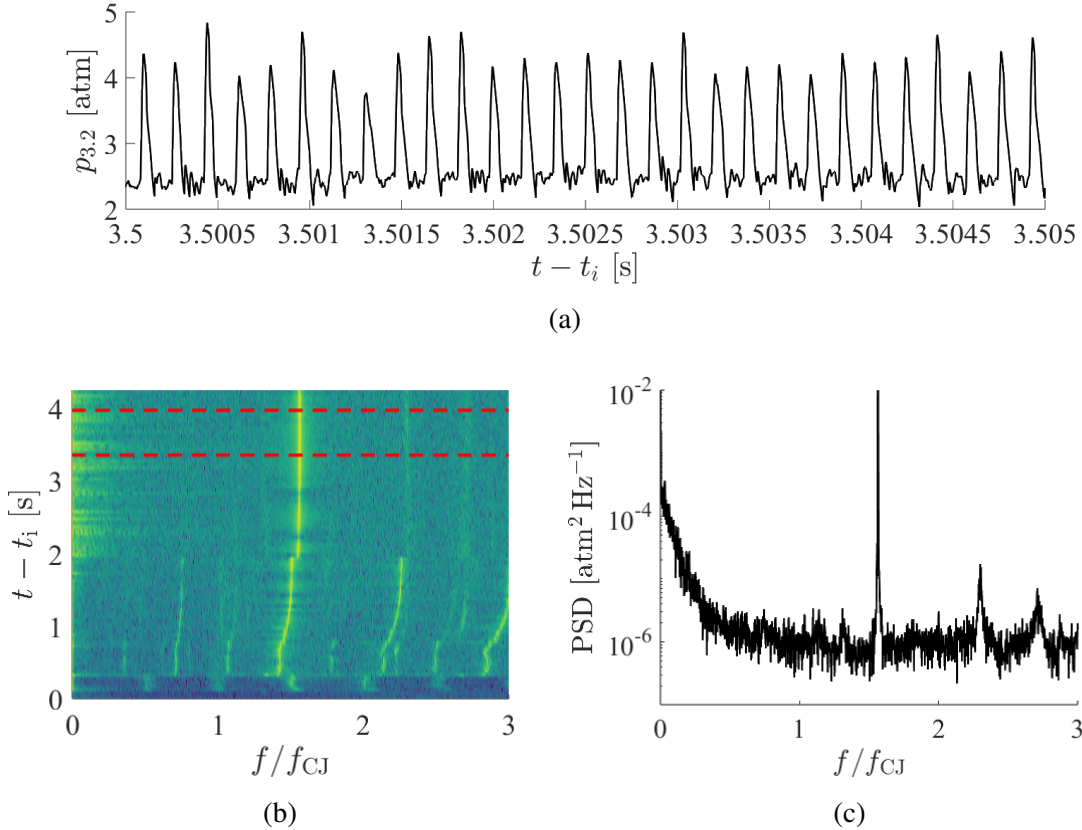 5
4
3
2
p3.2 [atm]
3.5 3.5005 3.501 3.5015 3.502 3.5025 3.503 3.5035 3.504 3.5045 3.505
t − ti [s]
(a)
4
3
2
1
0
t − ti [s]
0 1 2 3
f/fCJ
(b)
10−2
10−4
10−6
PSD [atm2 Hz−1]
0 1 2 3
f/fCJ
(c)